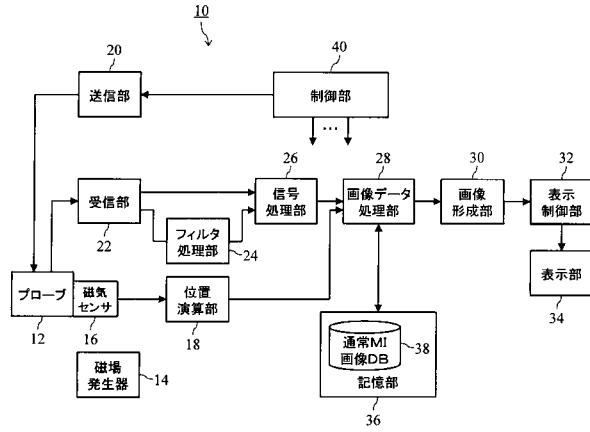 10
20
送信部
40
制御部
…
26
信号
処理部
28
画像データ
処理部
30
画像
形成部
32
表示
制御部
受信部
22
フィルタ
処理部
24
表示部
34
プローブ
12
磁気
センサ
16
位置
演算部
18
通常MI
画像DB
38
記憶部
36
磁場
発生器
14